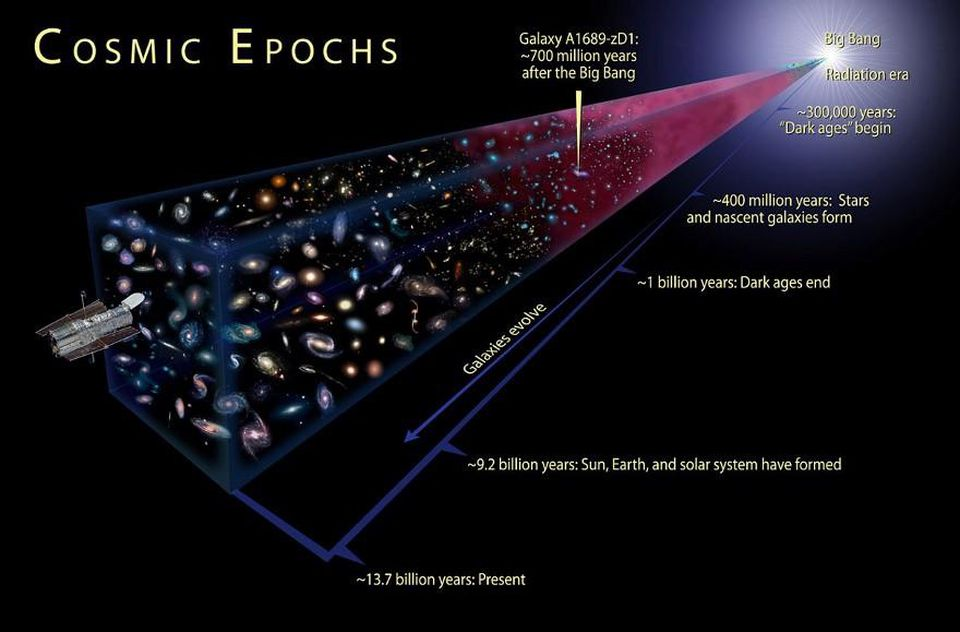 COSMIC EPOCHS
Galaxy A1689-zD1:
~700 million years
after the Big Bang
Big Bang
Radiation era
~300,000 years:
"Dark ages" begin
~400 million years: Stars
and nascent galaxies form
~1 billion years: Dark ages end
Galaxies evolve
~9.2 billion years: Sun, Earth, and solar system have formed
~13.7 billion years: Present